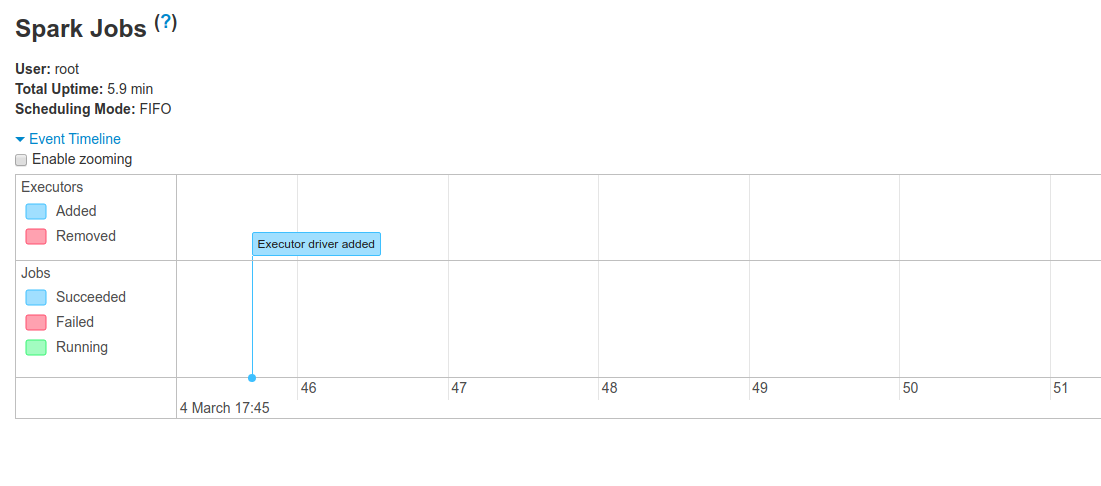 Spark Jobs (?)
User: root
Total Uptime: 5.9 min
Scheduling Mode: FIFO
Event Timeline
Enable zooming
Executors
Added
Removed
Executor driver added
Jobs
Succeeded
Failed
Running
46 47 48 49 50 51
4 March 17:45